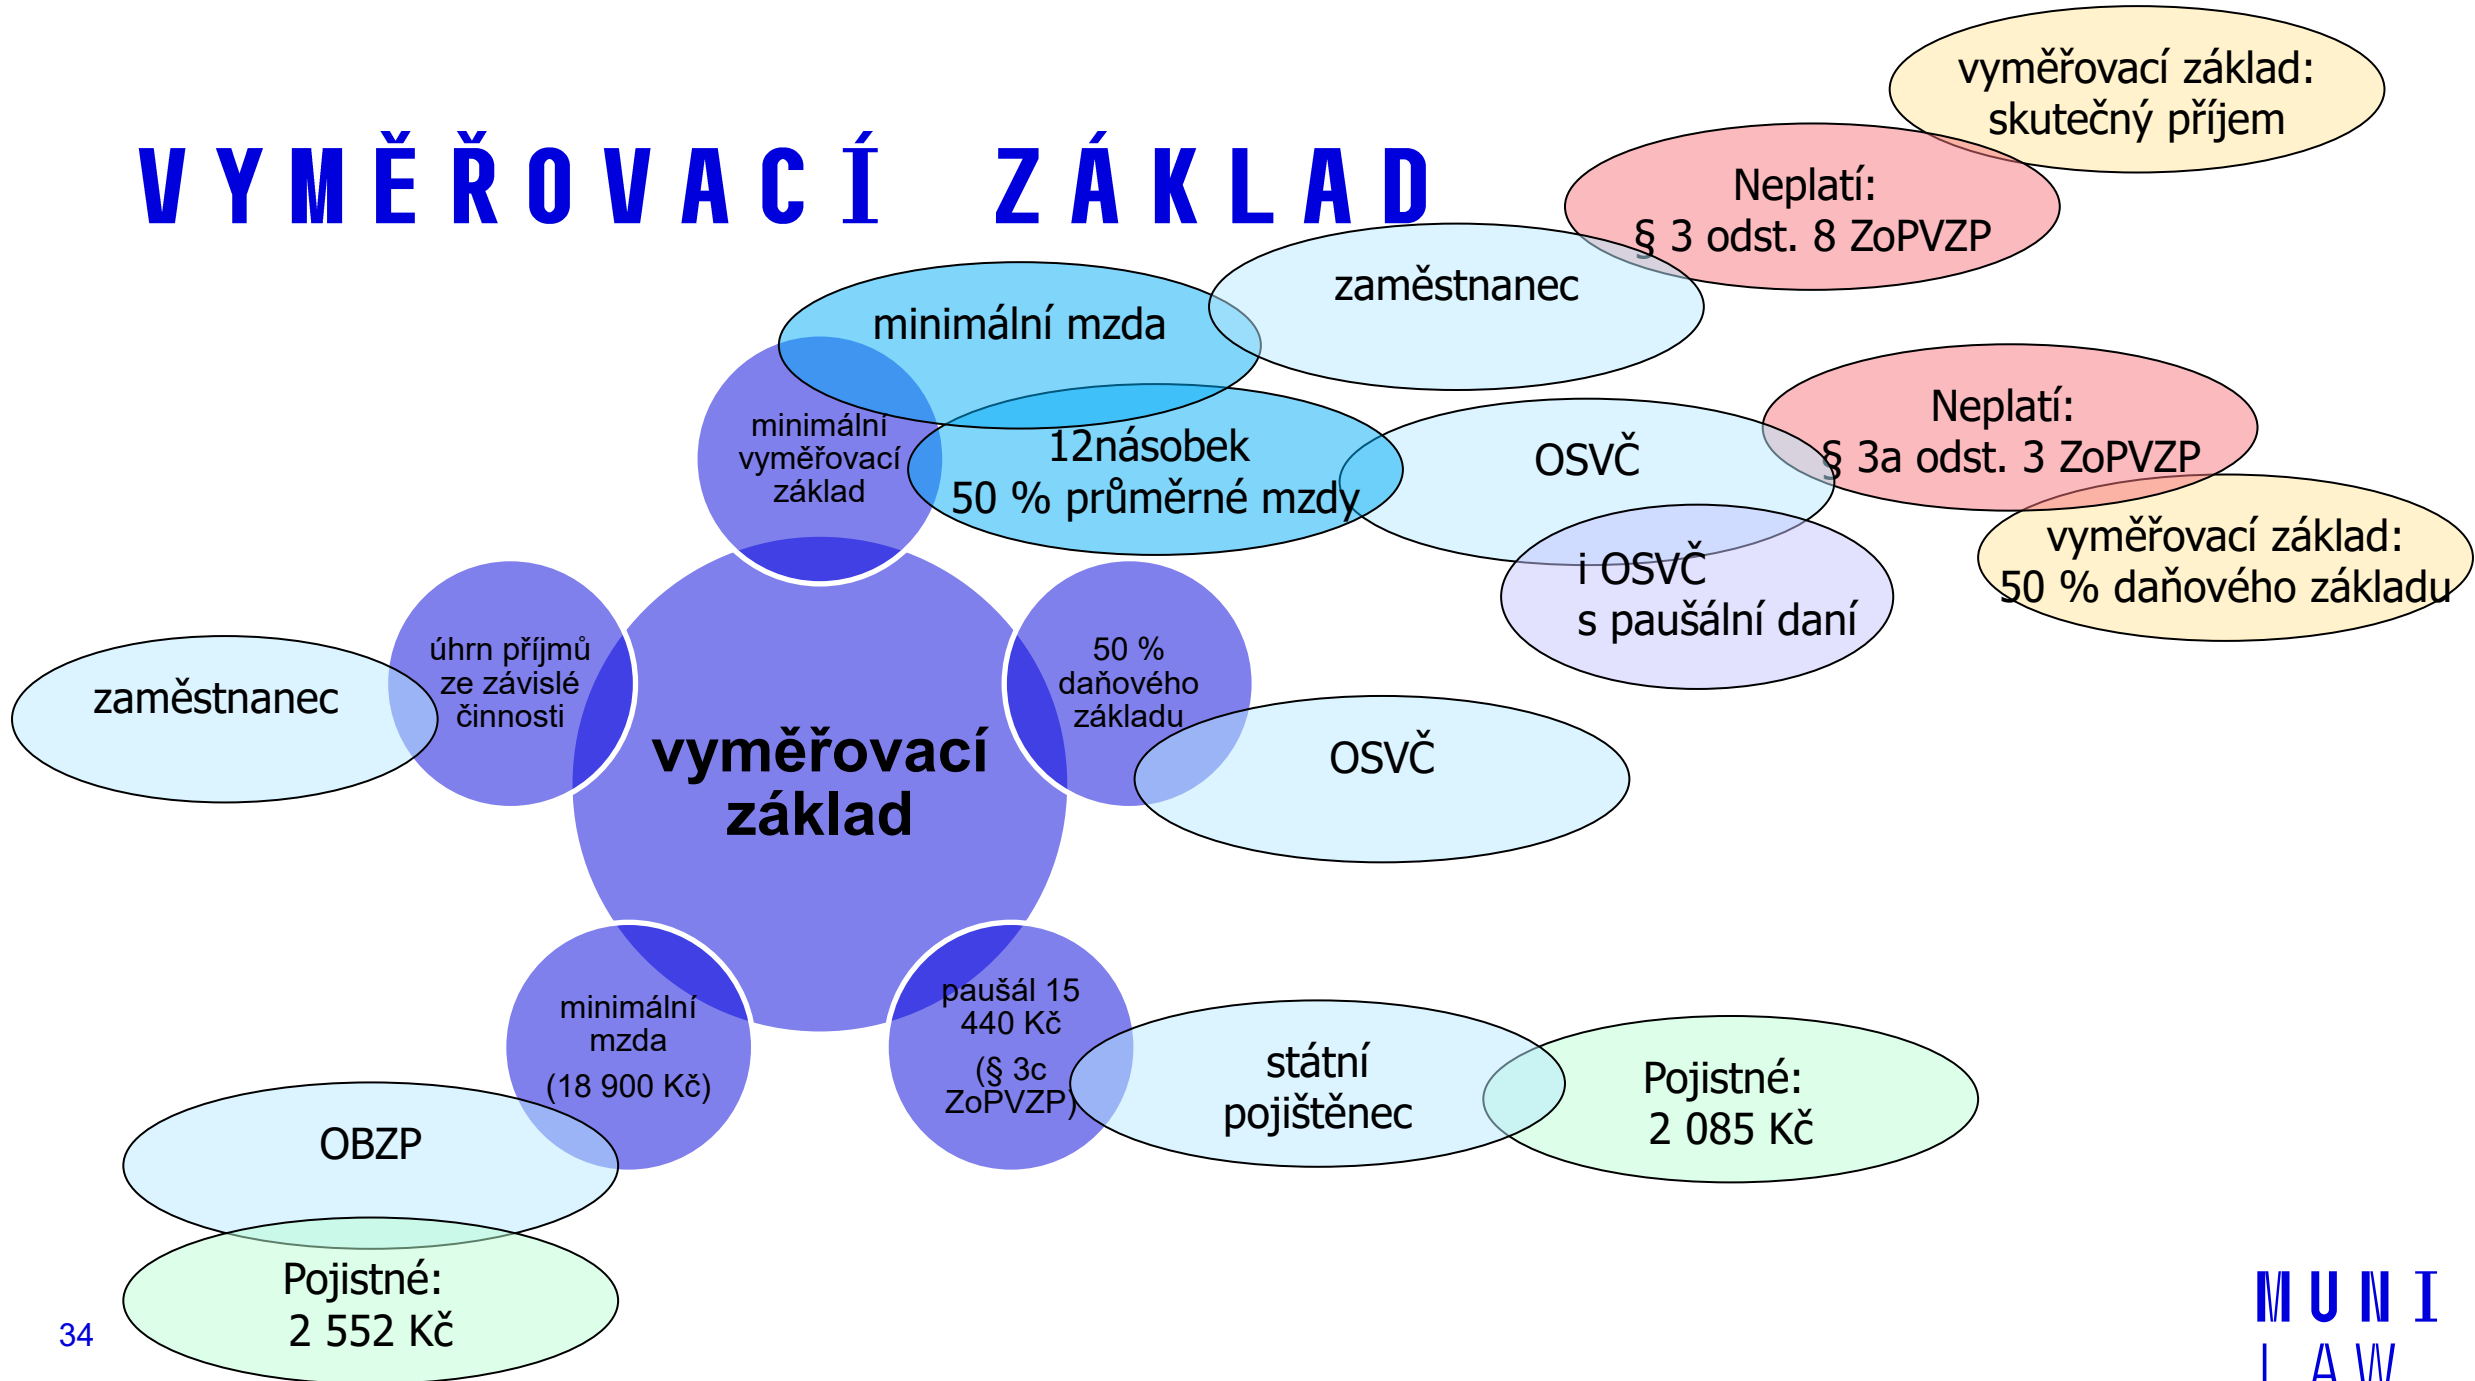 VYMĚŘOVACÍ ZÁKLAD
vyměřovací základ:
skutečný příjem
Neplatí:
§ 3 odst. 8 ZoPVZP
zaměstnanec
minimální mzda
minimální
vyměřovací
základ
12násobek
50 % průměrné mzdy
OSVČ
Neplatí:
§ 3a odst. 3 ZoPVZP
vyměřovací základ:
50 % daňového základu
i OSVČ
s paušální daní
úhrn příjmů
ze závislé
činnosti
zaměstnanec
50 %
daňového
základu
OSVČ
vyměřovací
základ
minimální
mzda
(18 900 Kč)
OBZP
Pojistné:
2 552 Kč
paušál 15
440 Kč
(§ 3c
ZoPVZP)
státní
pojištěnec
Pojistné:
2 085 Kč
34
MUNI
LAW